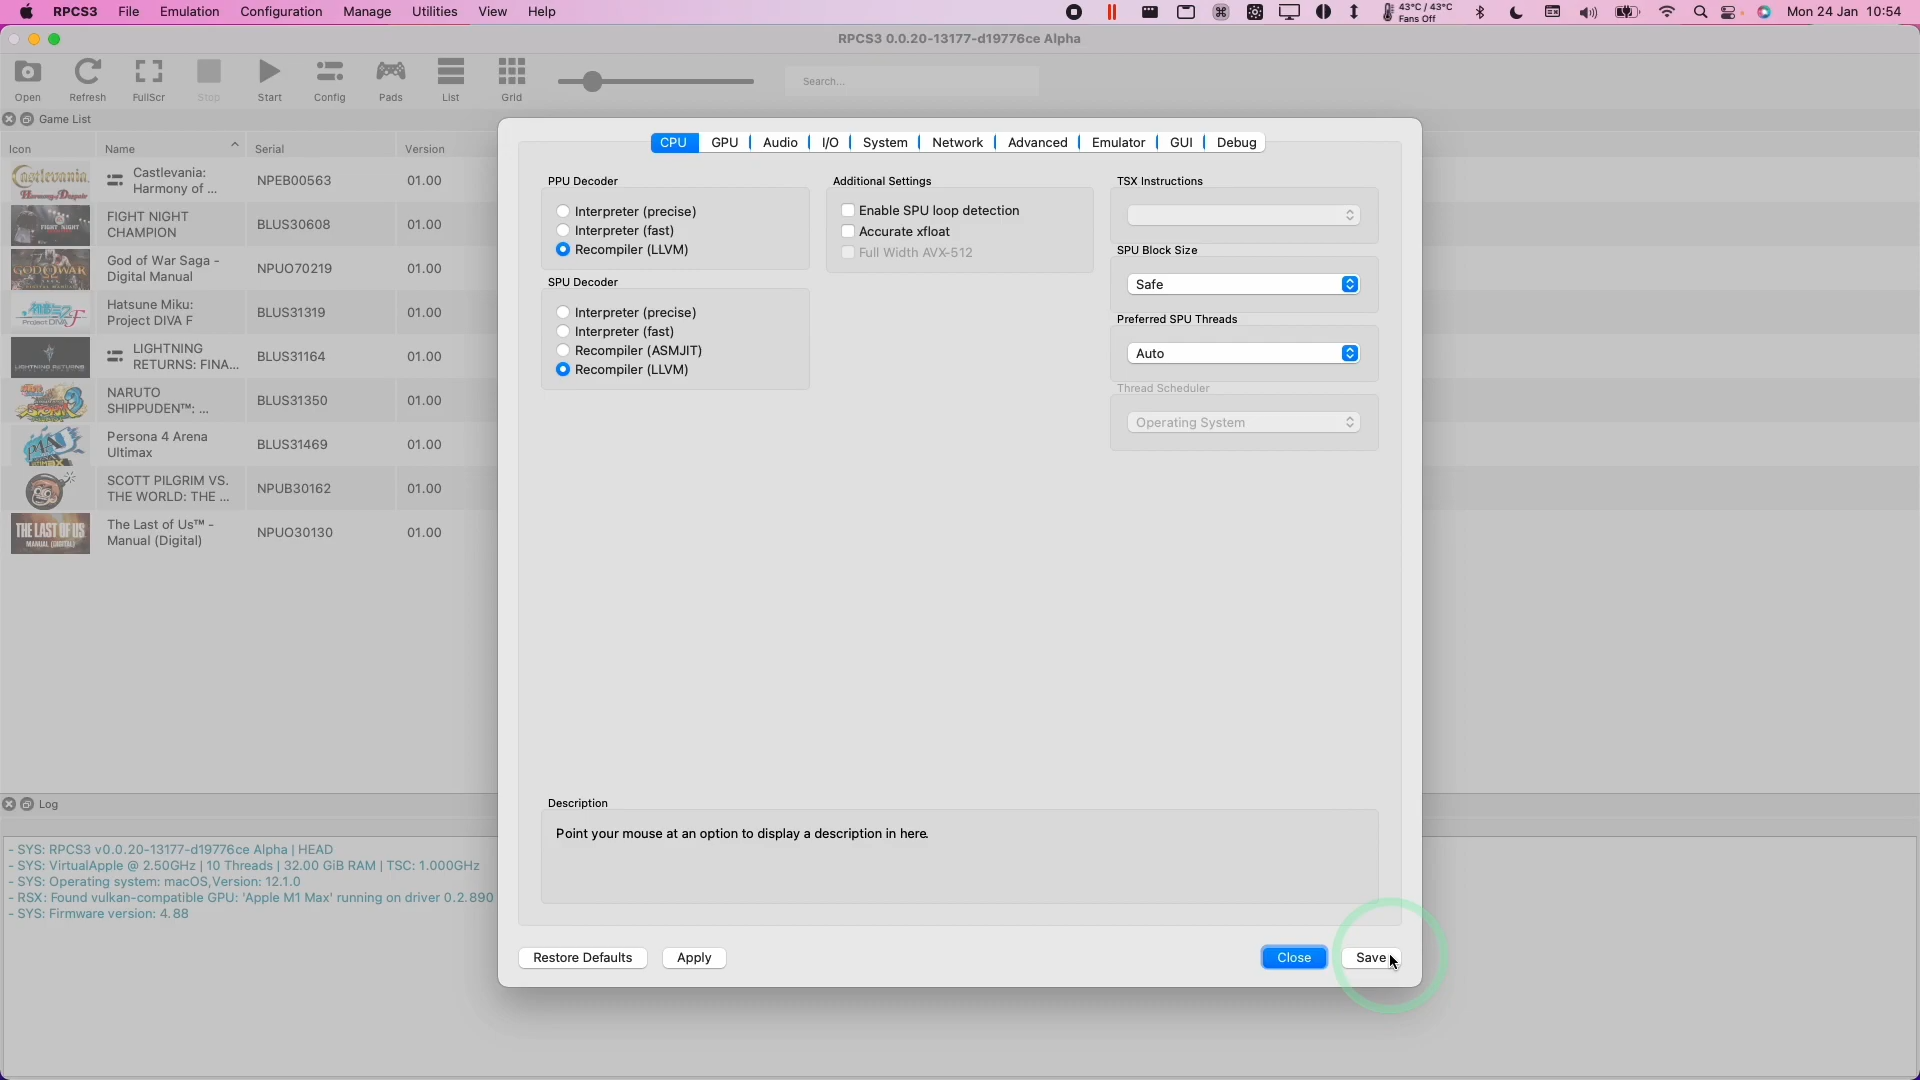 RPCS3 File Emulation Configuration Manage Utilities View Help
43°C / 43°C
Fans Off
Mon 24 Jan 10:54
RPCS3 0.0.20-13177-d19776ce Alpha
Open Refresh FullScr Stop Start Config Pads List Grid
Search...
Game List
Icon Name Serial Version
Castlevania:
Harmony of ...
NPEB00563 01.00
FIGHT NIGHT
CHAMPION
BLUS30608 01.00
God of War Saga -
Digital Manual
NPUO70219 01.00
Hatsune Miku:
Project DIVA F
BLUS31319 01.00
LIGHTNING
RETURNS: FINA...
BLUS31164 01.00
NARUTO
SHIPPUDEN™: ...
BLUS31350 01.00
Persona 4 Arena
Ultimax
BLUS31469 01.00
SCOTT PILGRIM VS.
THE WORLD: THE ...
NPUB30162 01.00
THE LAST OF US
MANUAL (DIGITAL)
The Last of Us™ -
Manual (Digital)
NPUO30130 01.00
CPU GPU Audio I/O System Network Advanced Emulator GUI Debug
PPU Decoder
Interpreter (precise)
Interpreter (fast)
Recompiler (LLVM)
SPU Decoder
Interpreter (precise)
Interpreter (fast)
Recompiler (ASMJIT)
Recompiler (LLVM)
Additional Settings
Enable SPU loop detection
Accurate xfloat
Full Width AVX-512
TSX Instructions
SPU Block Size
Safe
Preferred SPU Threads
Auto
Thread Scheduler
Operating System
Description
Point your mouse at an option to display a description in here.
Restore Defaults Apply Close Save
Log
- SYS: RPCS3 v0.0.20-13177-d19776ce Alpha | HEAD
- SYS: VirtualApple @ 2.50GHz | 10 Threads | 32.00 GiB RAM | TSC: 1.000GHz
- SYS: Operating system: macOS,Version: 12.1.0
- RSX: Found vulkan-compatible GPU: 'Apple M1 Max' running on driver 0.2.890
- SYS: Firmware version: 4.88